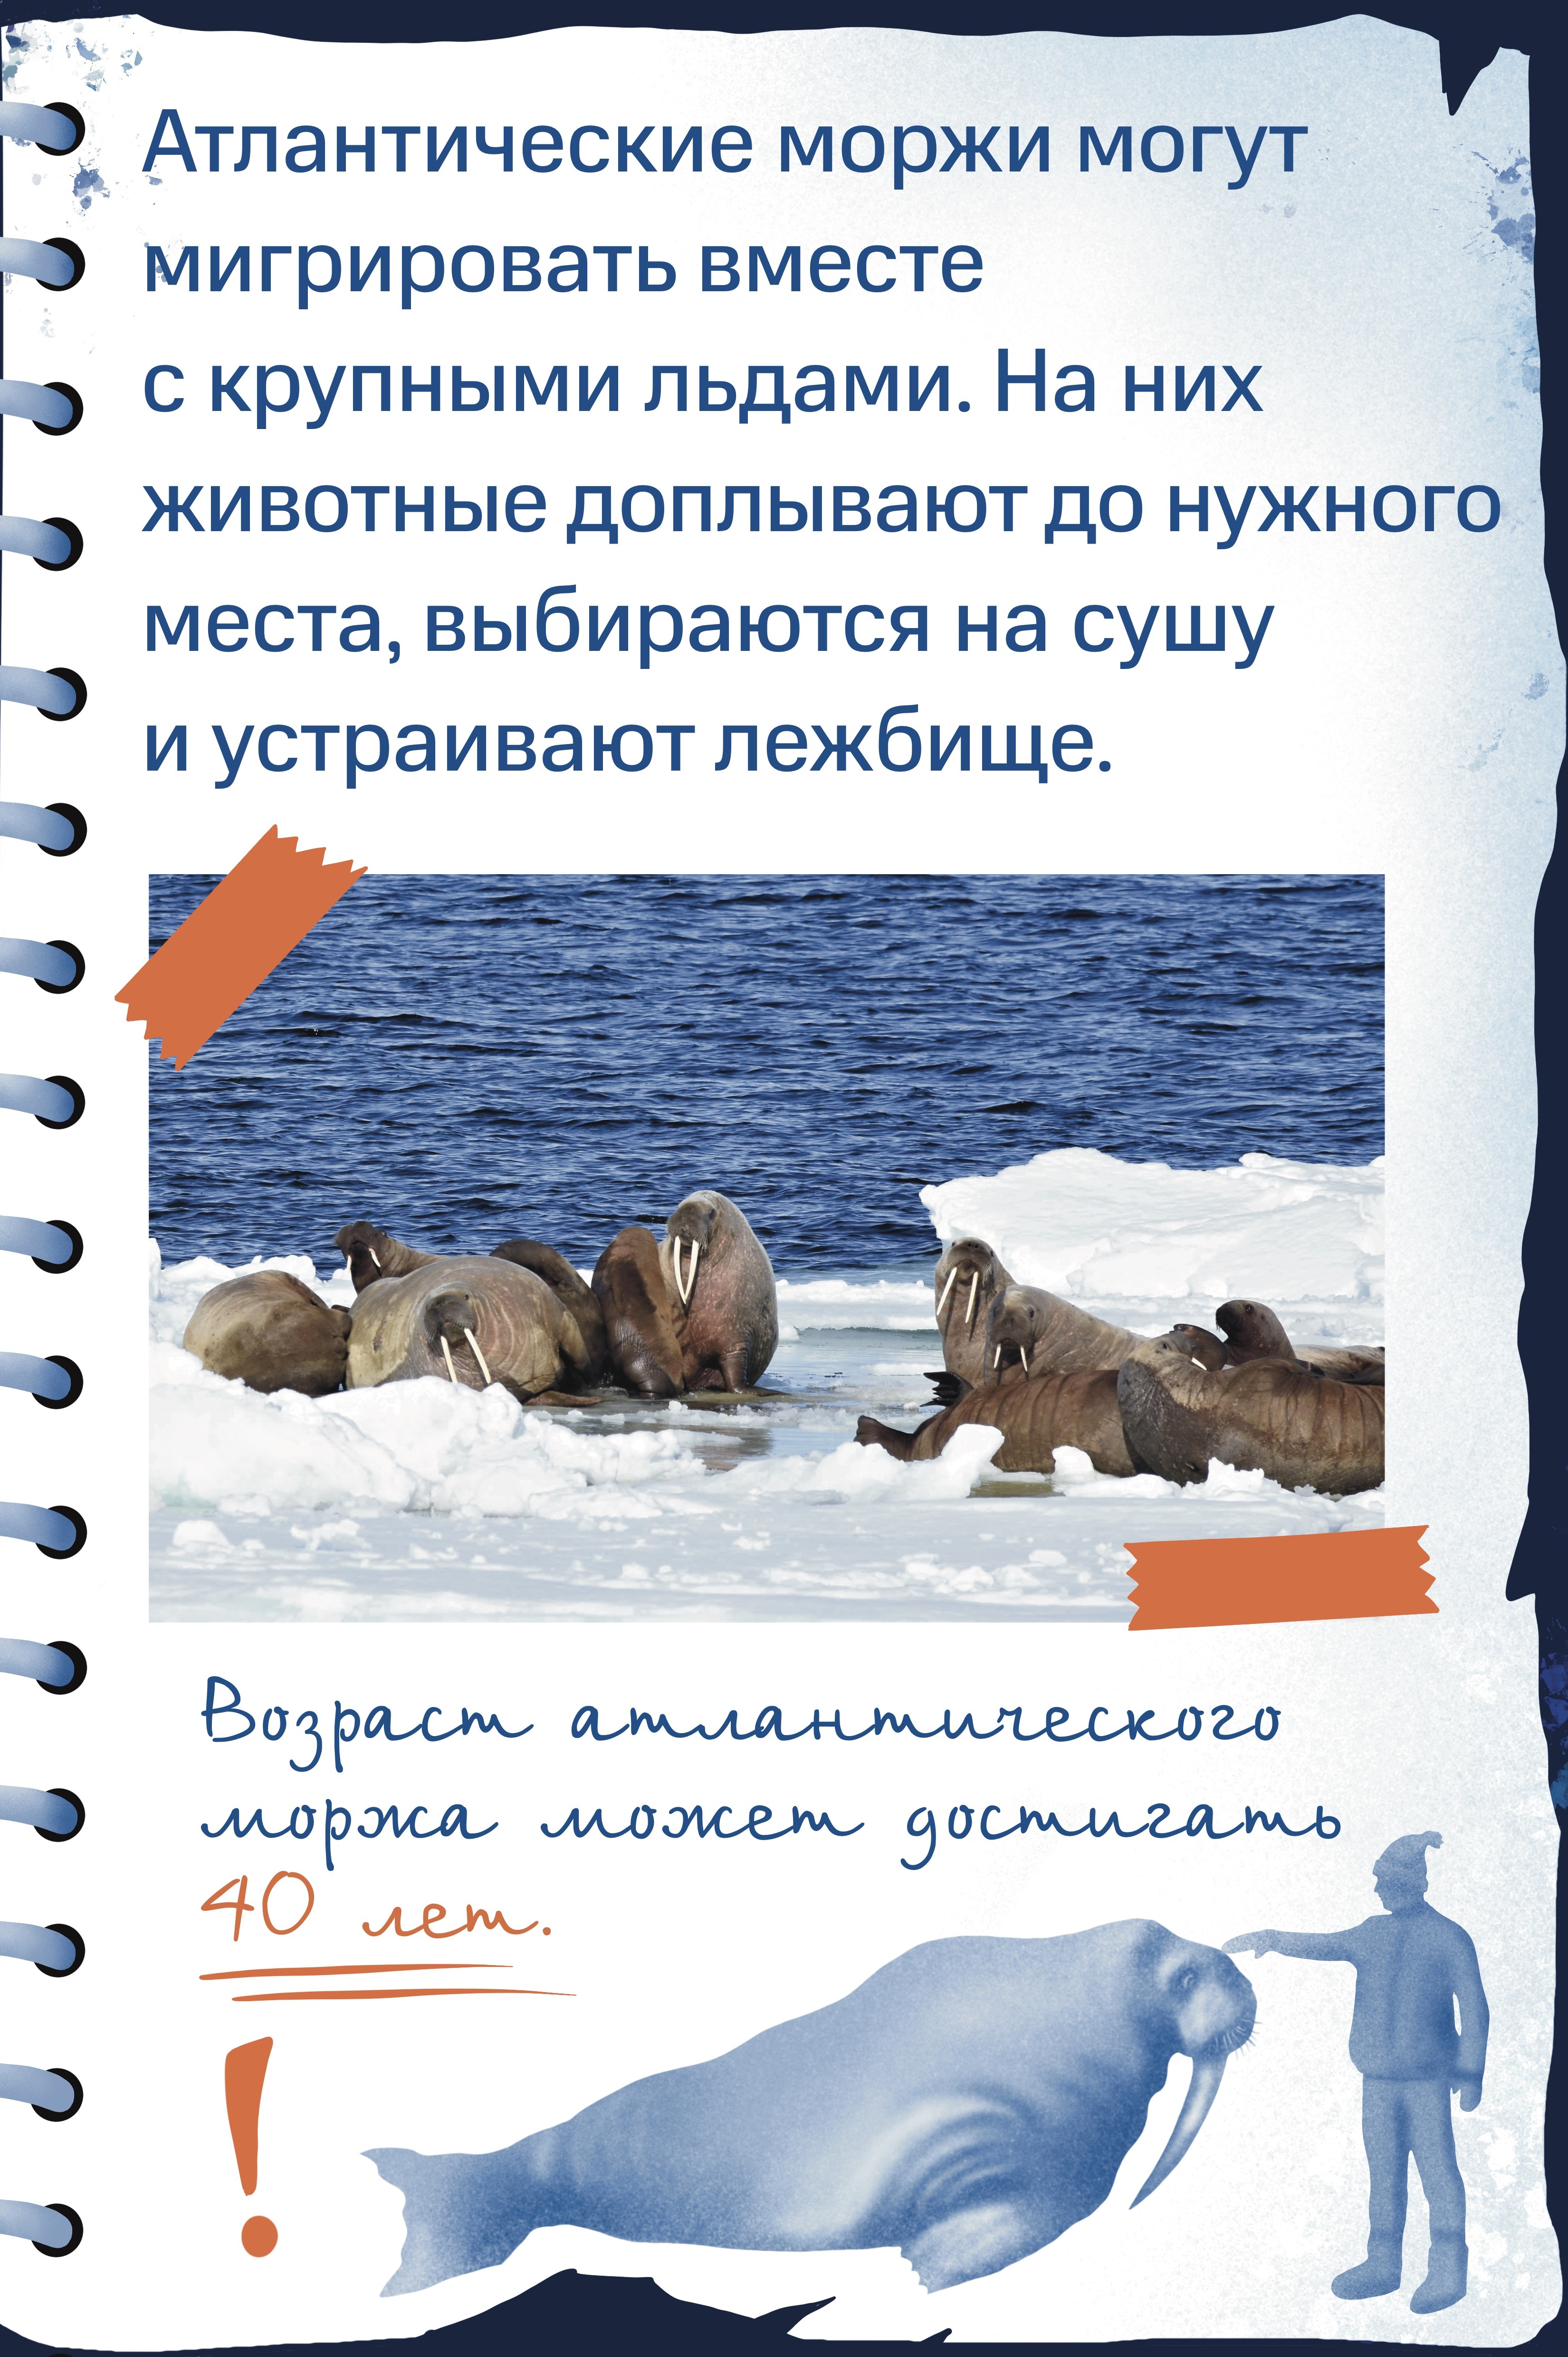 Атлантические моржи могут
мигрировать вместе
с крупными льдами. На них
животные доплывают до нужного
места, выбираются на сушу
и устраивают лежбище.
Возраст атлантического
моржа может достигать
40 лет.
!